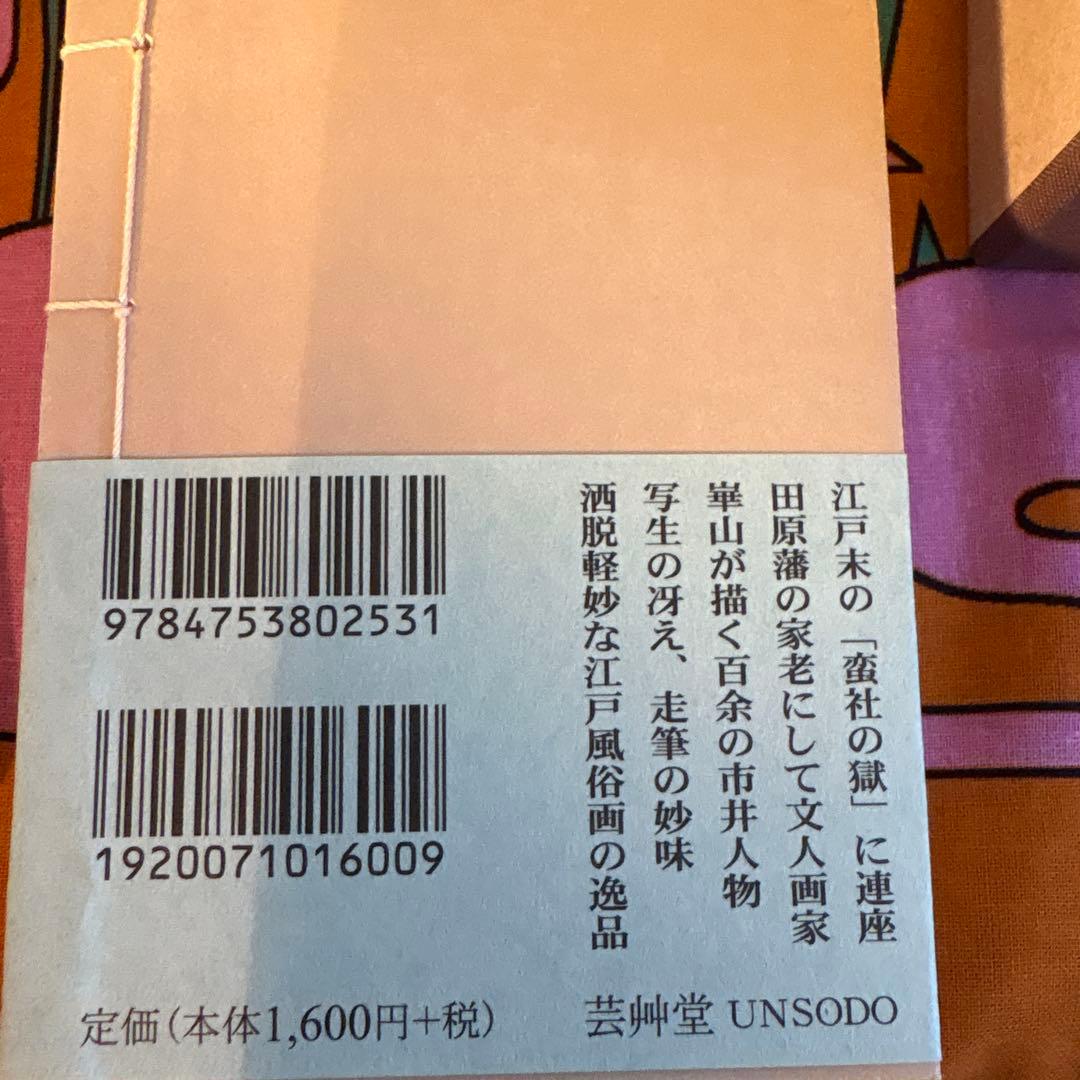 江戸末の「蛮社の獄」に連座
田原藩の家老にして文人画家
崋山が描く百余の市井人物
写生の冴え、走筆の妙味
洒脱軽妙な江戸風俗画の逸品
9784753802531
1920071016009
定価(本体1,600円+税)
芸艸堂 UNSODO